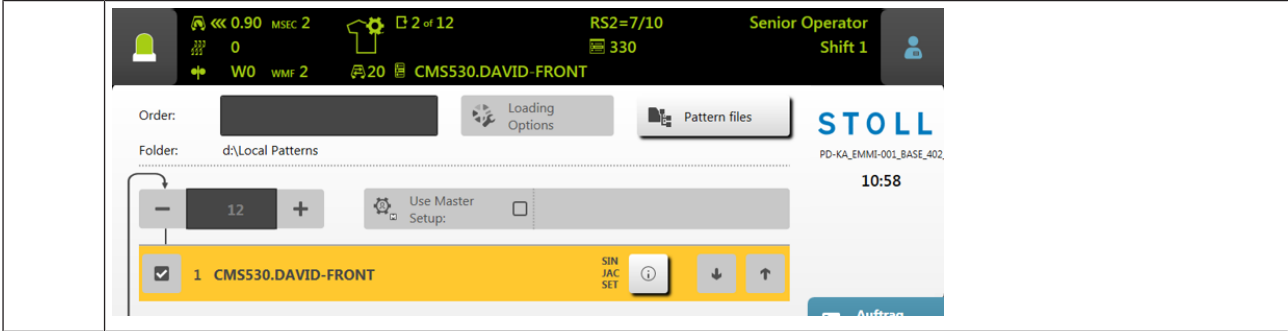 0.90 MSEC 2 2 of 12 RS2=7/10 Senior Operator
0 330 Shift 1
W0 WMF 2 20 CMS530.DAVID-FRONT
Order: Loading Options Pattern files
Folder: d:\Local Patterns
STOLL
PD-KA_EMMI-001_BASE_402_
10:58
12 Use Master Setup:
1 CMS530.DAVID-FRONT SIN JAC SET
Auftrag